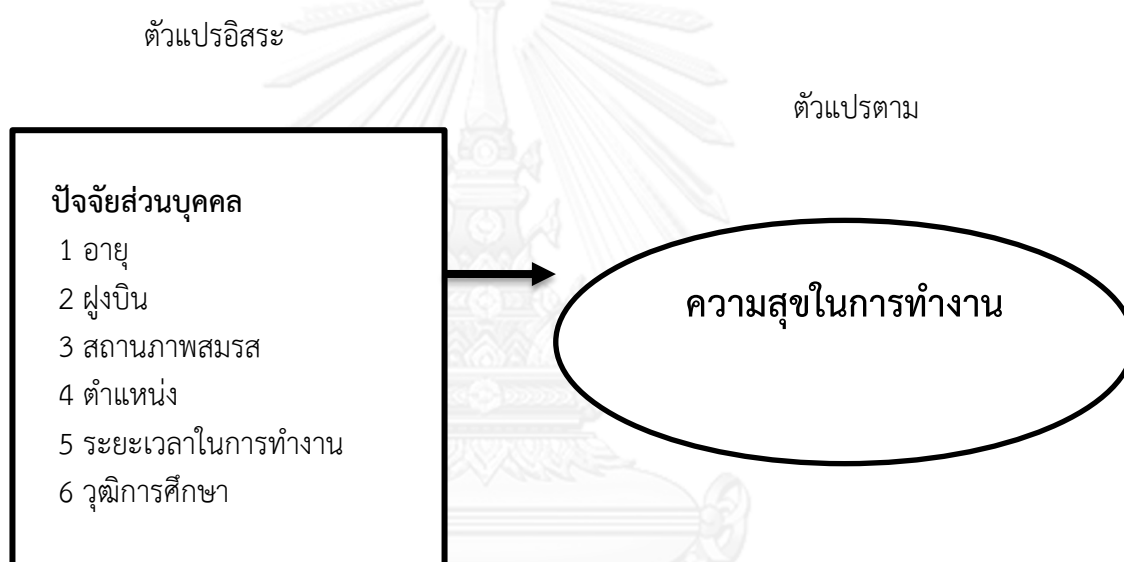 ตัวแปรอิสระ
ตัวแปรตาม
ปัจจัยส่วนบุคคล
1 อายุ
2 ฝูงบิน
3 สถานภาพสมรส
4 ตำแหน่ง
5 ระยะเวลาในการทำงาน
6 วุฒิการศึกษา
ความสุขในการทำงาน